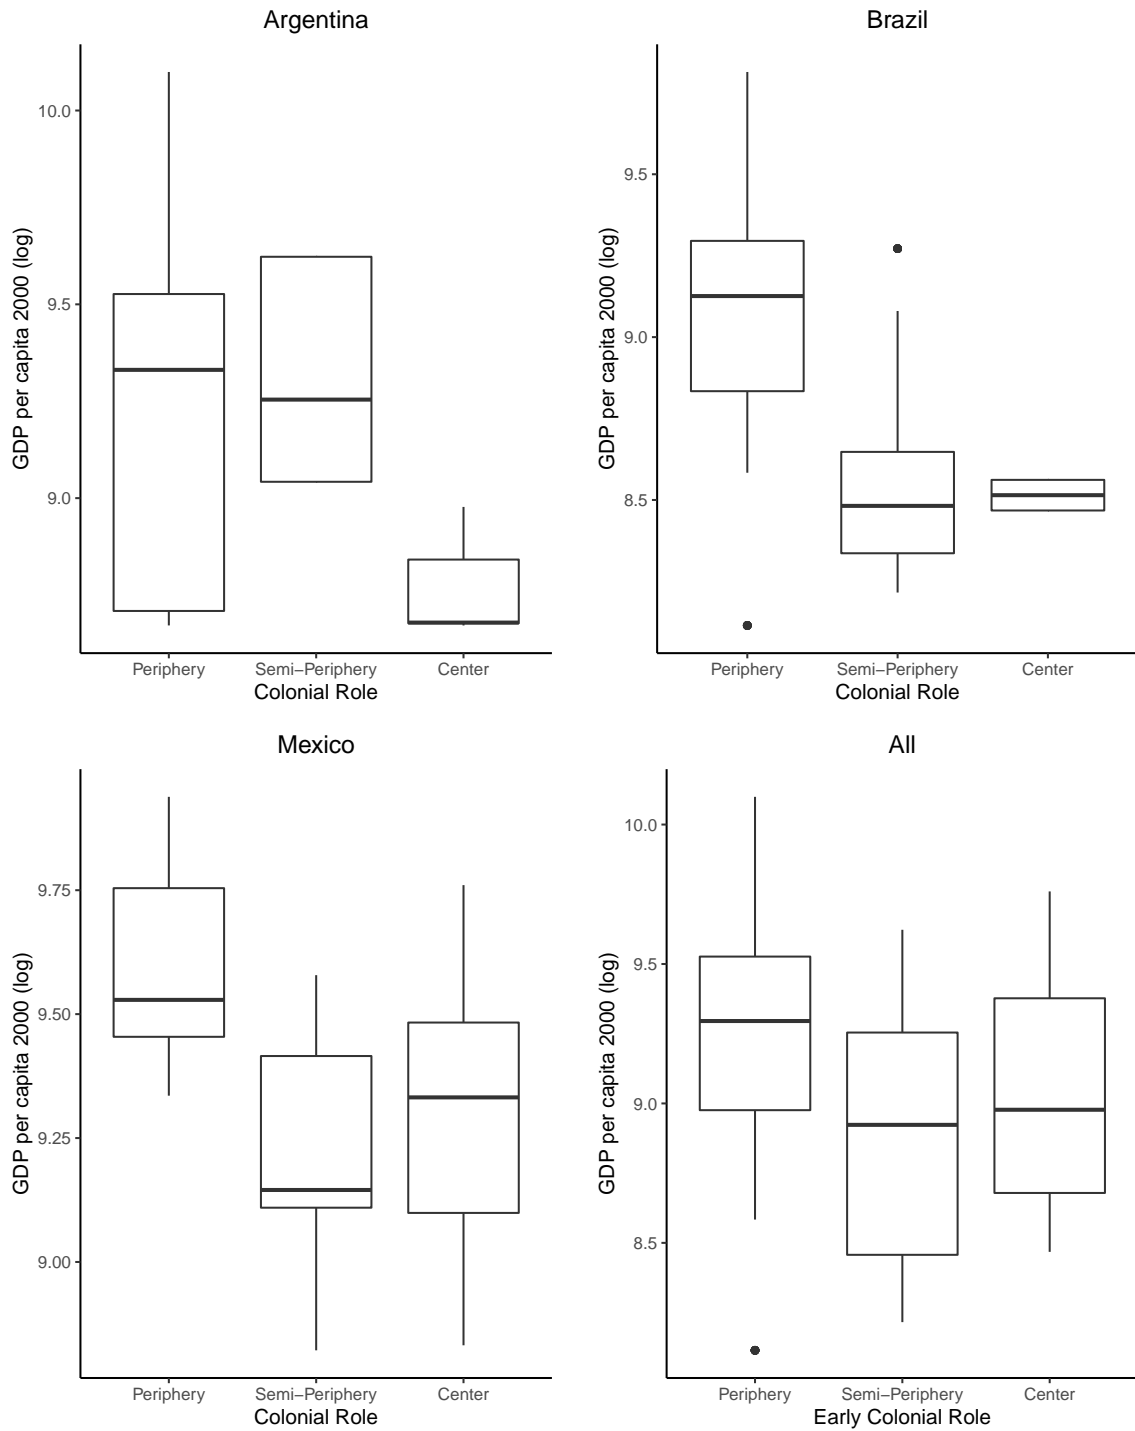 Argentina
GDP per capita 2000 (log)
10.0
9.5
9.0
Periphery Semi−Periphery Center
Colonial Role
Brazil
GDP per capita 2000 (log)
9.5
9.0
8.5
Periphery Semi−Periphery Center
Colonial Role
Mexico
GDP per capita 2000 (log)
9.75
9.50
9.25
9.00
Periphery Semi−Periphery Center
Colonial Role
All
GDP per capita 2000 (log)
10.0
9.5
9.0
8.5
Periphery Semi−Periphery Center
Early Colonial Role